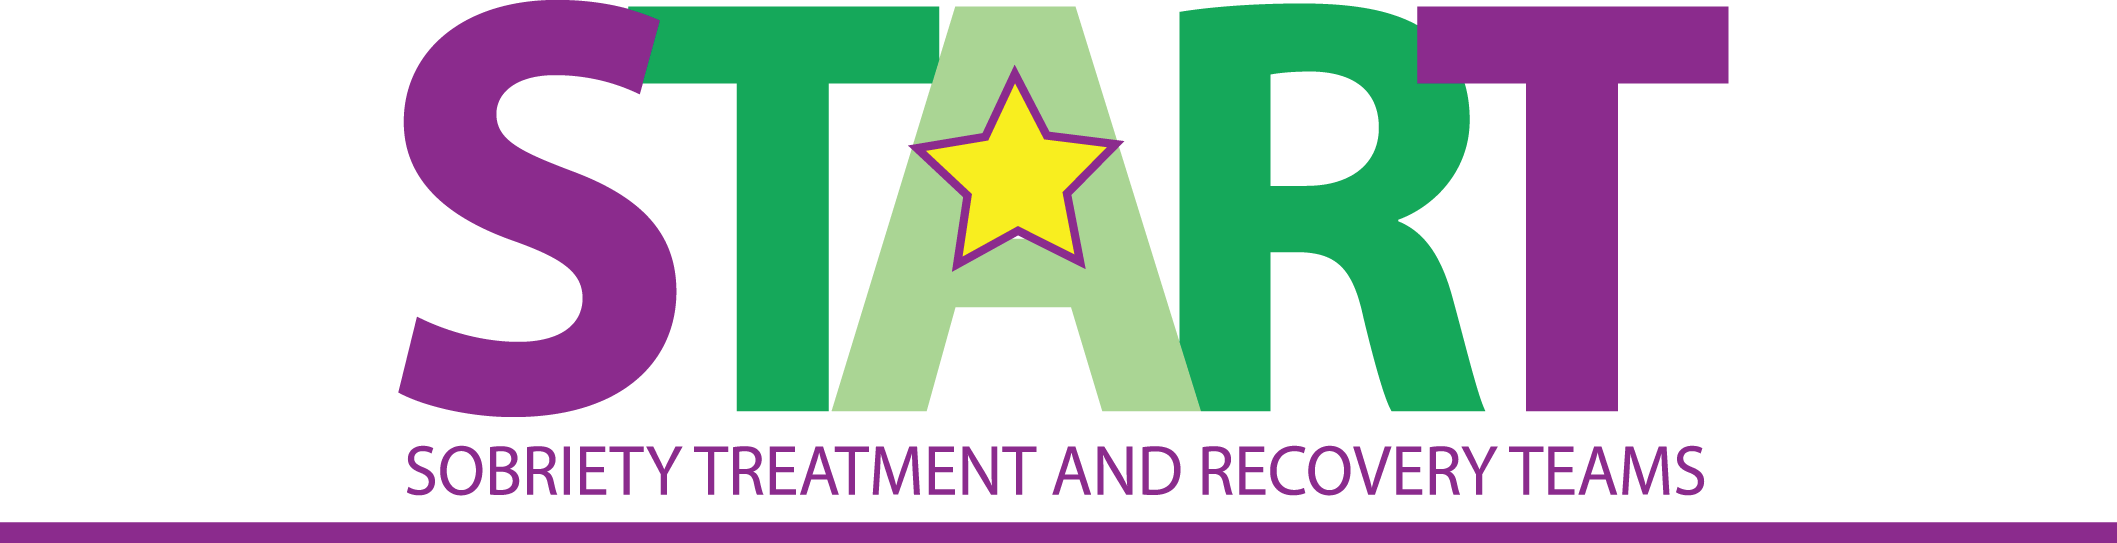 START
SOBRIETY TREATMENT AND RECOVERY TEAMS